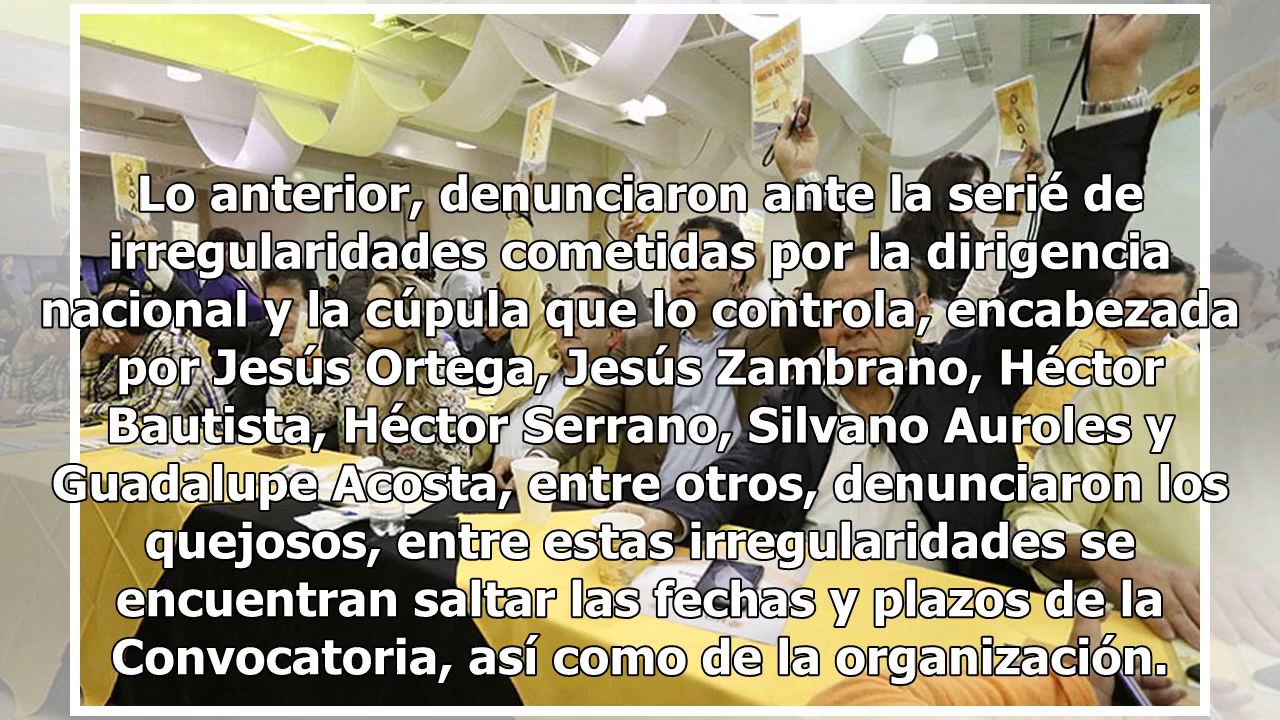 Lo anterior, denunciaron ante la serié de
irregularidades cometidas por la dirigencia
nacional y la cúpula que lo controla, encabezada
por Jesús Ortega, Jesús Zambrano, Héctor
Bautista, Héctor Serrano, Silvano Auroles y
Guadalupe Acosta, entre otros, denunciaron los
quejosos, entre estas irregularidades se
encuentran saltar las fechas y plazos de la
Convocatoria, así como de la organización.